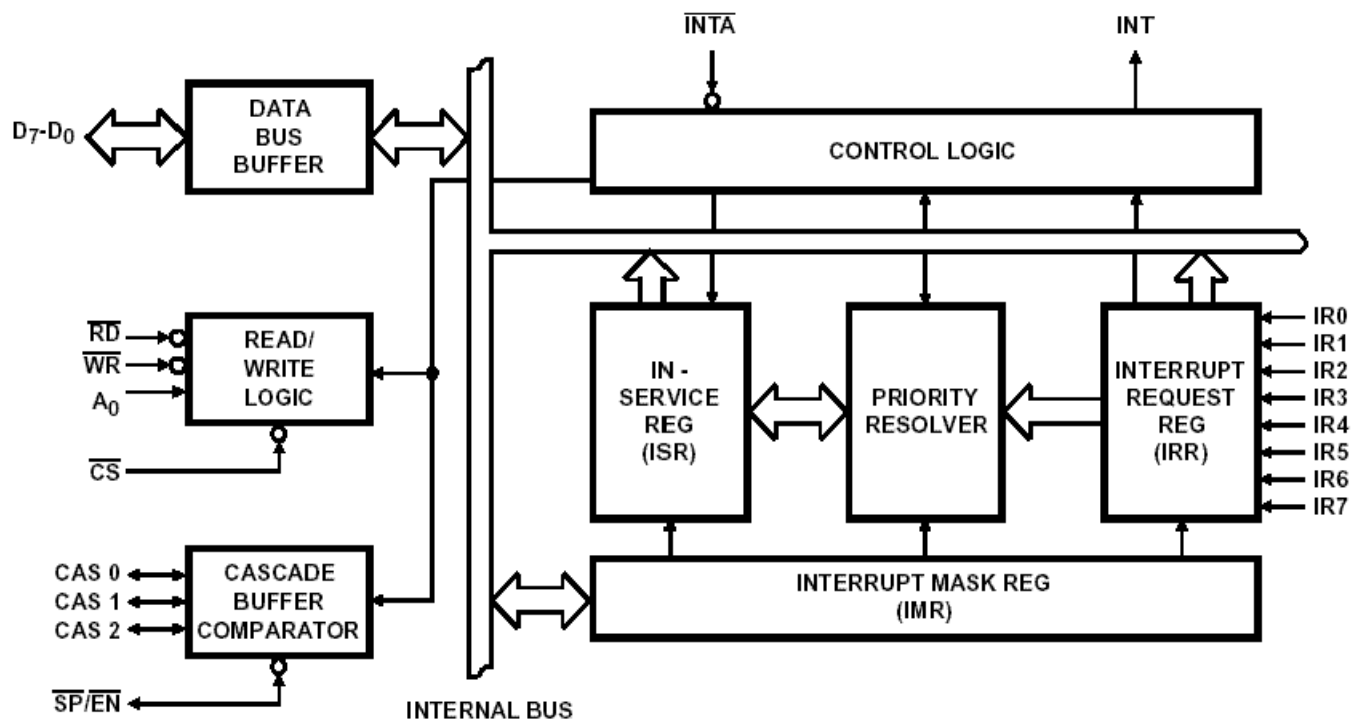 INTA
INT
D7-D0
DATA
BUS
BUFFER
CONTROL LOGIC
RD
WR
A0
CS
READ/
WRITE
LOGIC
IN -
SERVICE
REG
(ISR)
PRIORITY
RESOLVER
INTERRUPT
REQUEST
REG
(IRR)
IR0
IR1
IR2
IR3
IR4
IR5
IR6
IR7
CAS 0
CAS 1
CAS 2
CASCADE
BUFFER
COMPARATOR
SP/EN
INTERRUPT MASK REG
(IMR)
INTERNAL BUS